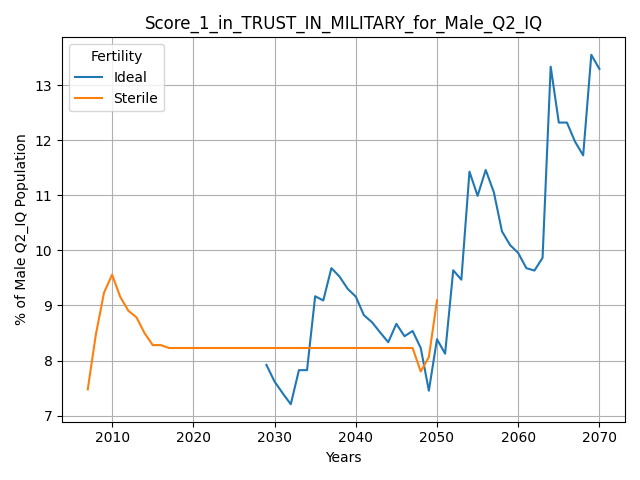 Score_1_in_TRUST_IN_MILITARY_for_Male_Q2_IQ
Fertility
Ideal
Sterile
% of Male Q2_IQ Population
13
12
11
10
9
8
7
2010
2020
2030
2040
2050
2060
2070
Years